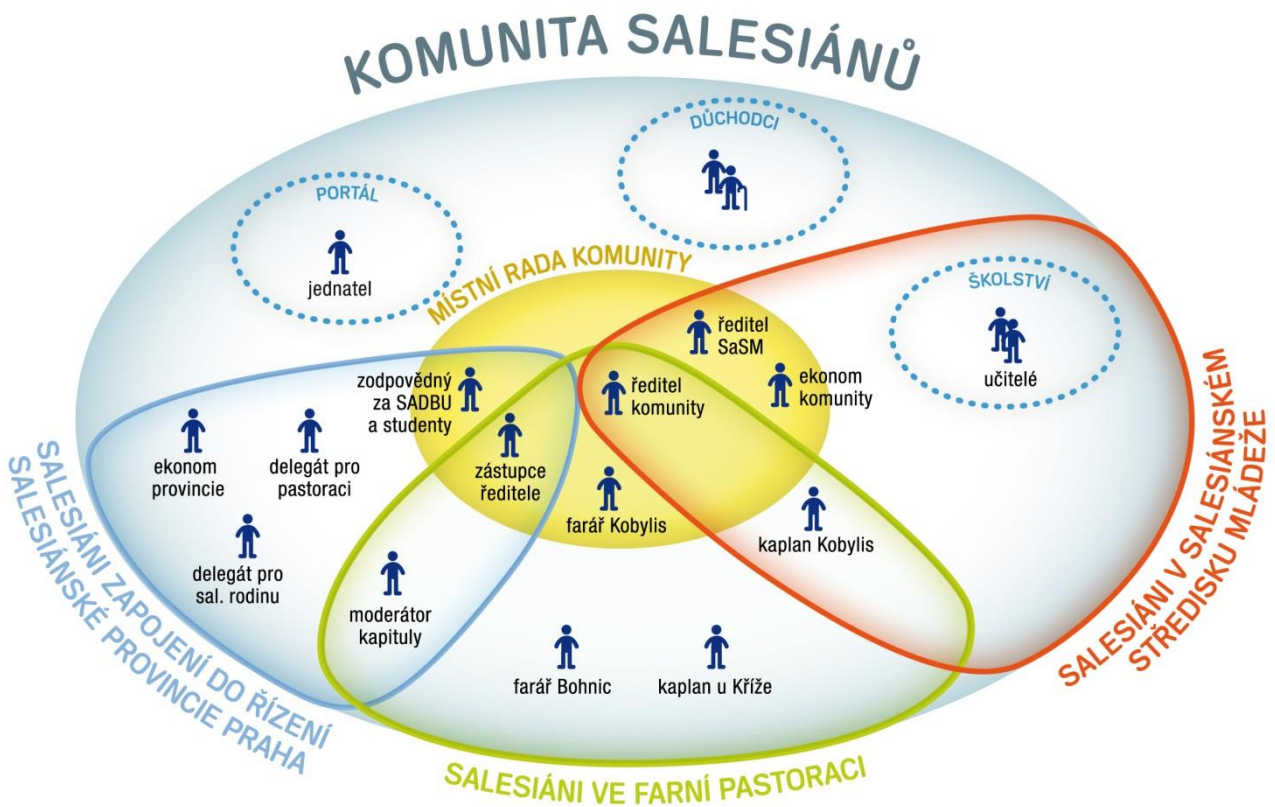 KOMUNITA SALESIÁNŮ
DŮCHODCI
PORTÁL
jednatel
MÍSTNÍ RADA KOMUNITY
ŠKOLSTVÍ
učitelé
ředitel
SaSM
ekonom
komunity
ředitel
komunity
zodpovědný
za SADBU
a studenty
zástupce
ředitele
farář Kobylis
kaplan Kobylis
ekonom
provincie
delegát pro
pastoraci
delegát pro
sal. rodinu
moderátor
kapituly
farář Bohnic
kaplan u Kříže
SALESIÁNI ZAPOJENÍ DO ŘÍZENÍ
SALESIÁNSKÉ PROVINCIE PRAHA
SALESIÁNI VE FARNÍ PASTORACI
SALESIÁNI V SALESIÁNSKÉM
STŘEDISKU MLÁDEŽE